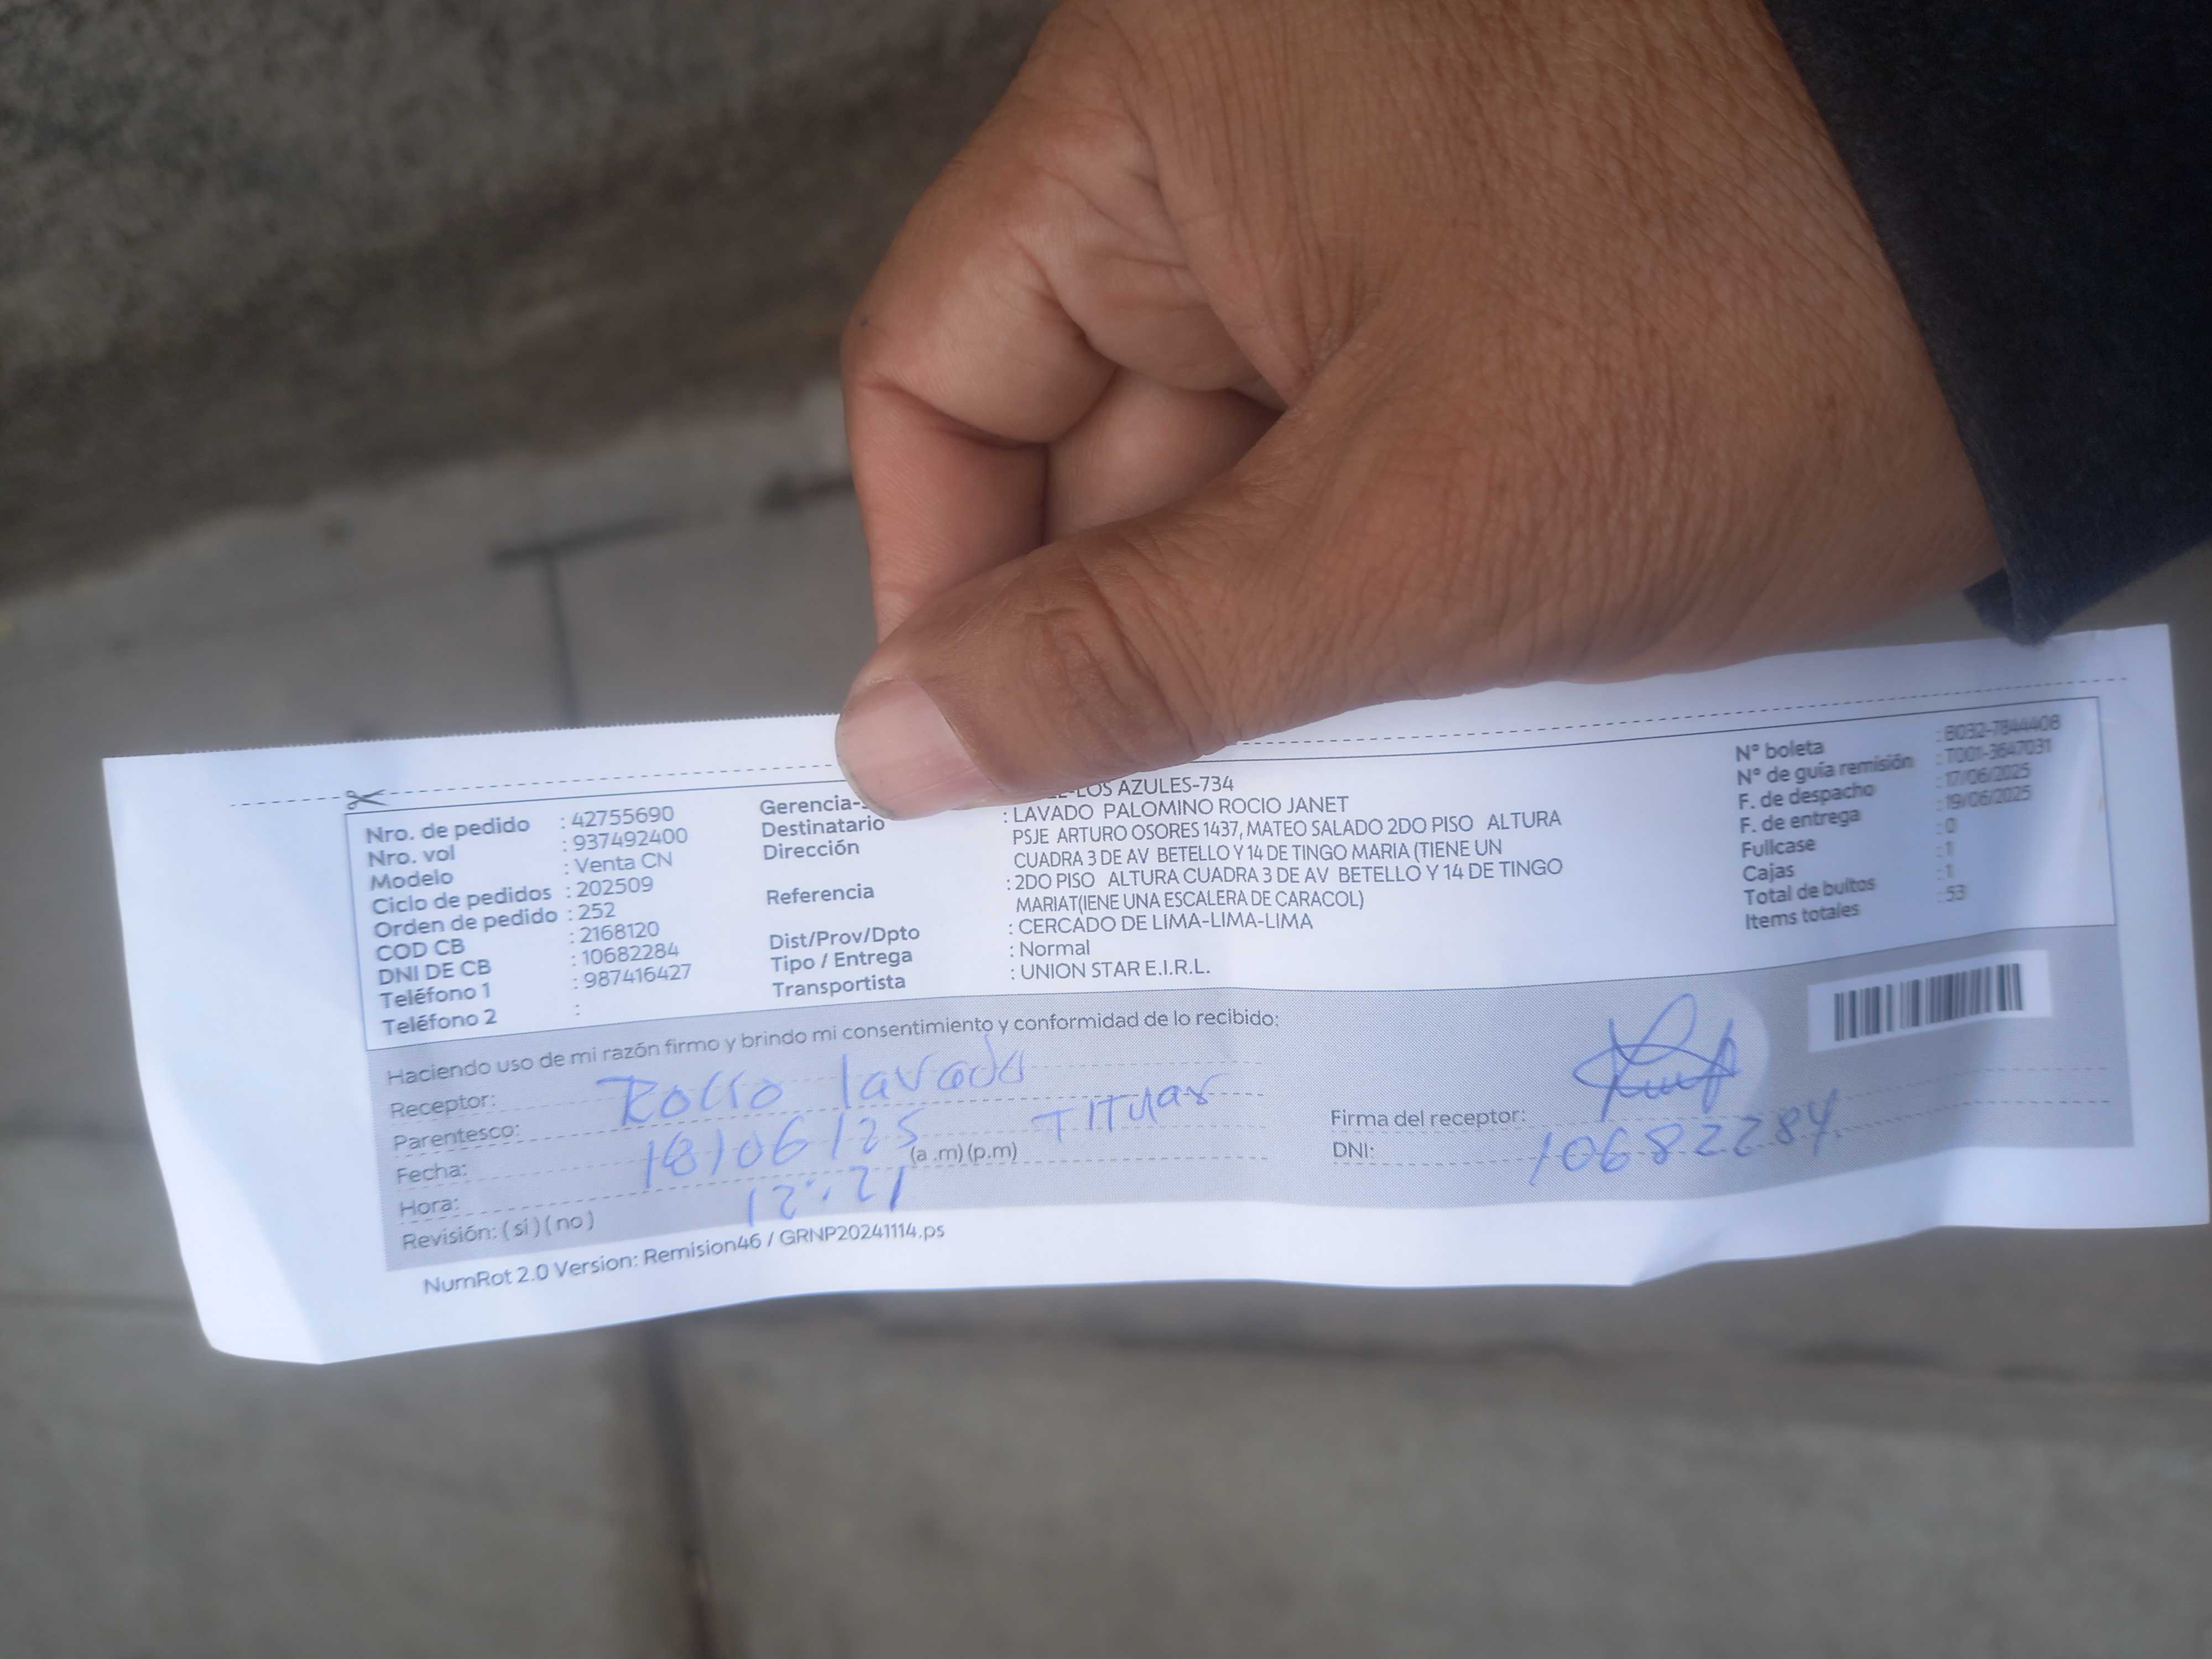 Nro. de pedido : 42755690
Nro. vol : 937492400
Modelo : Venta CN
Ciclo de pedidos : 202509
Orden de pedido : 252
COD CB : 2168120
DNI DE CB : 10682284
Teléfono 1 : 987416427
Teléfono 2 :
Gerencia- LOS AZULES-734
Destinatario : LAVADO PALOMINO ROCIO JANET
Dirección PSJE ARTURO OSORES 1437, MATEO SALADO 2DO PISO ALTURA
CUADRA 3 DE AV BETELLO Y 14 DE TINGO MARIA (TIENE UN
Referencia : 2DO PISO ALTURA CUADRA 3 DE AV BETELLO Y 14 DE TINGO
MARIAT(IENE UNA ESCALERA DE CARACOL)
Dist/Prov/Dpto : CERCADO DE LIMA-LIMA-LIMA
Tipo / Entrega : Normal
Transportista : UNION STAR E.I.R.L.
N° boleta : B032-7844408
N° de guía remisión : T001-3647031
F. de despacho : 17/06/2025
F. de entrega : 19/06/2025
Fullcase : 0
Cajas : 1
Total de bultos : 1
Items totales : 53
Haciendo uso de mi razón firmo y brindo mi consentimiento y conformidad de lo recibido:
Receptor: Rocio lavado
Parentesco: Titular
Fecha: 18/06/25
Hora: 12:21 (a .m) (p.m)
Revisión: ( si ) ( no )
Firma del receptor:
DNI: 10682284
NumRot 2.0 Version: Remision46 / GRNP20241114.ps